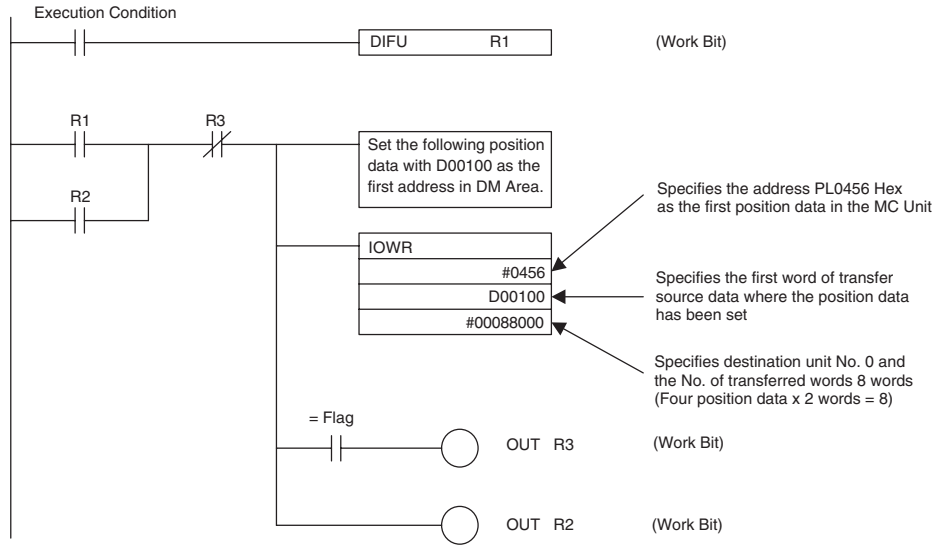 Execution Condition
DIFU R1 (Work Bit)
R1 R3
Set the following position
data with D00100 as the
first address in DM Area.
R2
Specifies the address PL0456 Hex
as the first position data in the MC Unit
IOWR
#0456
D00100
#00088000
Specifies the first word of transfer
source data where the position data
has been set
Specifies destination unit No. 0 and
the No. of transferred words 8 words
(Four position data x 2 words = 8)
= Flag
OUT R3 (Work Bit)
OUT R2 (Work Bit)